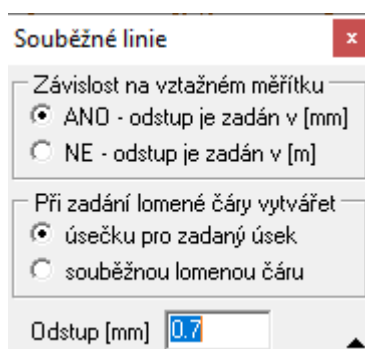 Souběžné linie
x
Závislost na vztažném měřítku
ANO - odstup je zadán v [mm]
NE - odstup je zadán v [m]
Při zadání lomené čáry vytvářet
úsečku pro zadaný úsek
souběžnou lomenou čáru
Odstup [mm] 0.7